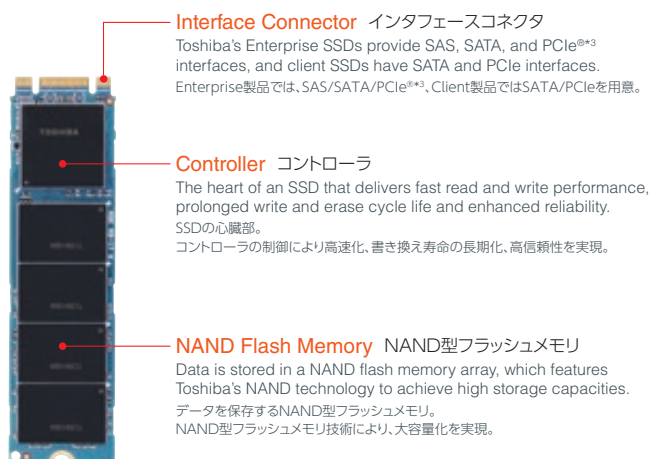 Interface Connector インタフェースコネクタ
Toshiba's Enterprise SSDs provide SAS, SATA, and PCIe®*3
interfaces, and client SSDs have SATA and PCIe interfaces.
Enterprise製品では、SAS/SATA/PCIe®*3、Client製品ではSATA/PCIeを用意。
TOSHIBA
Controller コントローラ
The heart of an SSD that delivers fast read and write performance,
prolonged write and erase cycle life and enhanced reliability.
SSDの心臓部。
コントローラの制御により高速化、書き換え寿命の長期化、高信頼性を実現。
NAND Flash Memory NAND型フラッシュメモリ
Data is stored in a NAND flash memory array, which features
Toshiba's NAND technology to achieve high storage capacities.
データを保存するNAND型フラッシュメモリ。
NAND型フラッシュメモリ技術により、大容量化を実現。